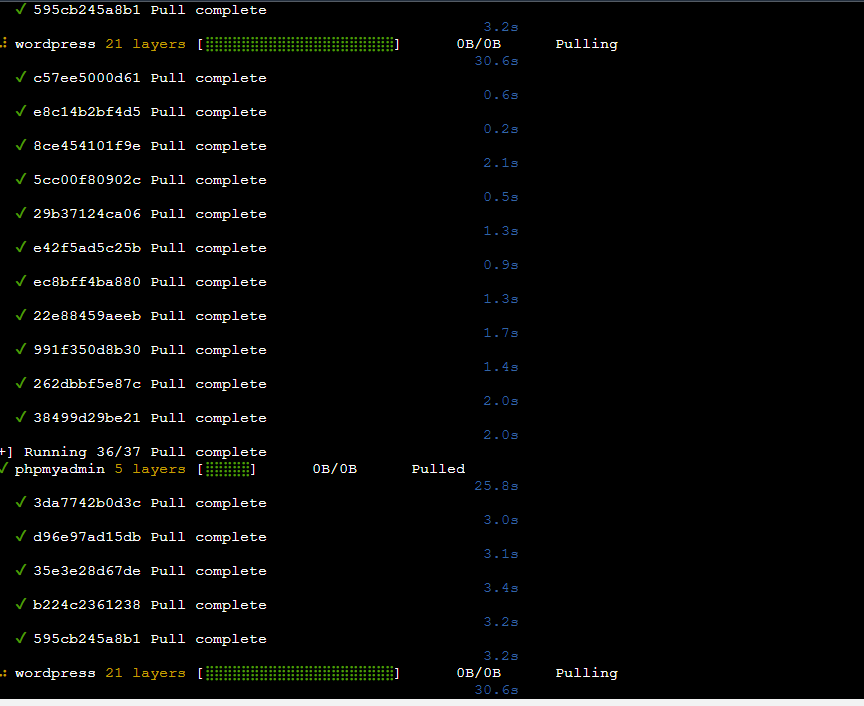 ✓ 595cb245a8b1 Pull complete
3.2s
wordpress 21 layers [⣿⣿⣿⣿⣿⣿⣿⣿⣿⣿⣿⣿⣿⣿⣿⣿⣿⣿⣿⣿⣿] 0B/0B Pulling
30.6s
✓ c57ee5000d61 Pull complete
0.6s
✓ e8c14b2bf4d5 Pull complete
0.2s
✓ 8ce454101f9e Pull complete
2.1s
✓ 5cc00f80902c Pull complete
0.5s
✓ 29b37124ca06 Pull complete
1.3s
✓ e42f5ad5c25b Pull complete
0.9s
✓ ec8bff4ba880 Pull complete
1.3s
✓ 22e88459aeeb Pull complete
1.7s
✓ 991f350d8b30 Pull complete
1.4s
✓ 262dbbf5e87c Pull complete
2.0s
✓ 38499d29be21 Pull complete
2.0s
+] Running 36/37 Pull complete
✓ phpmyadmin 5 layers [⣿⣿⣿⣿⣿] 0B/0B Pulled
25.8s
✓ 3da7742b0d3c Pull complete
3.0s
✓ d96e97ad15db Pull complete
3.1s
✓ 35e3e28d67de Pull complete
3.4s
✓ b224c2361238 Pull complete
3.2s
✓ 595cb245a8b1 Pull complete
3.2s
wordpress 21 layers [⣿⣿⣿⣿⣿⣿⣿⣿⣿⣿⣿⣿⣿⣿⣿⣿⣿⣿⣿⣿⣿] 0B/0B Pulling
30.6s